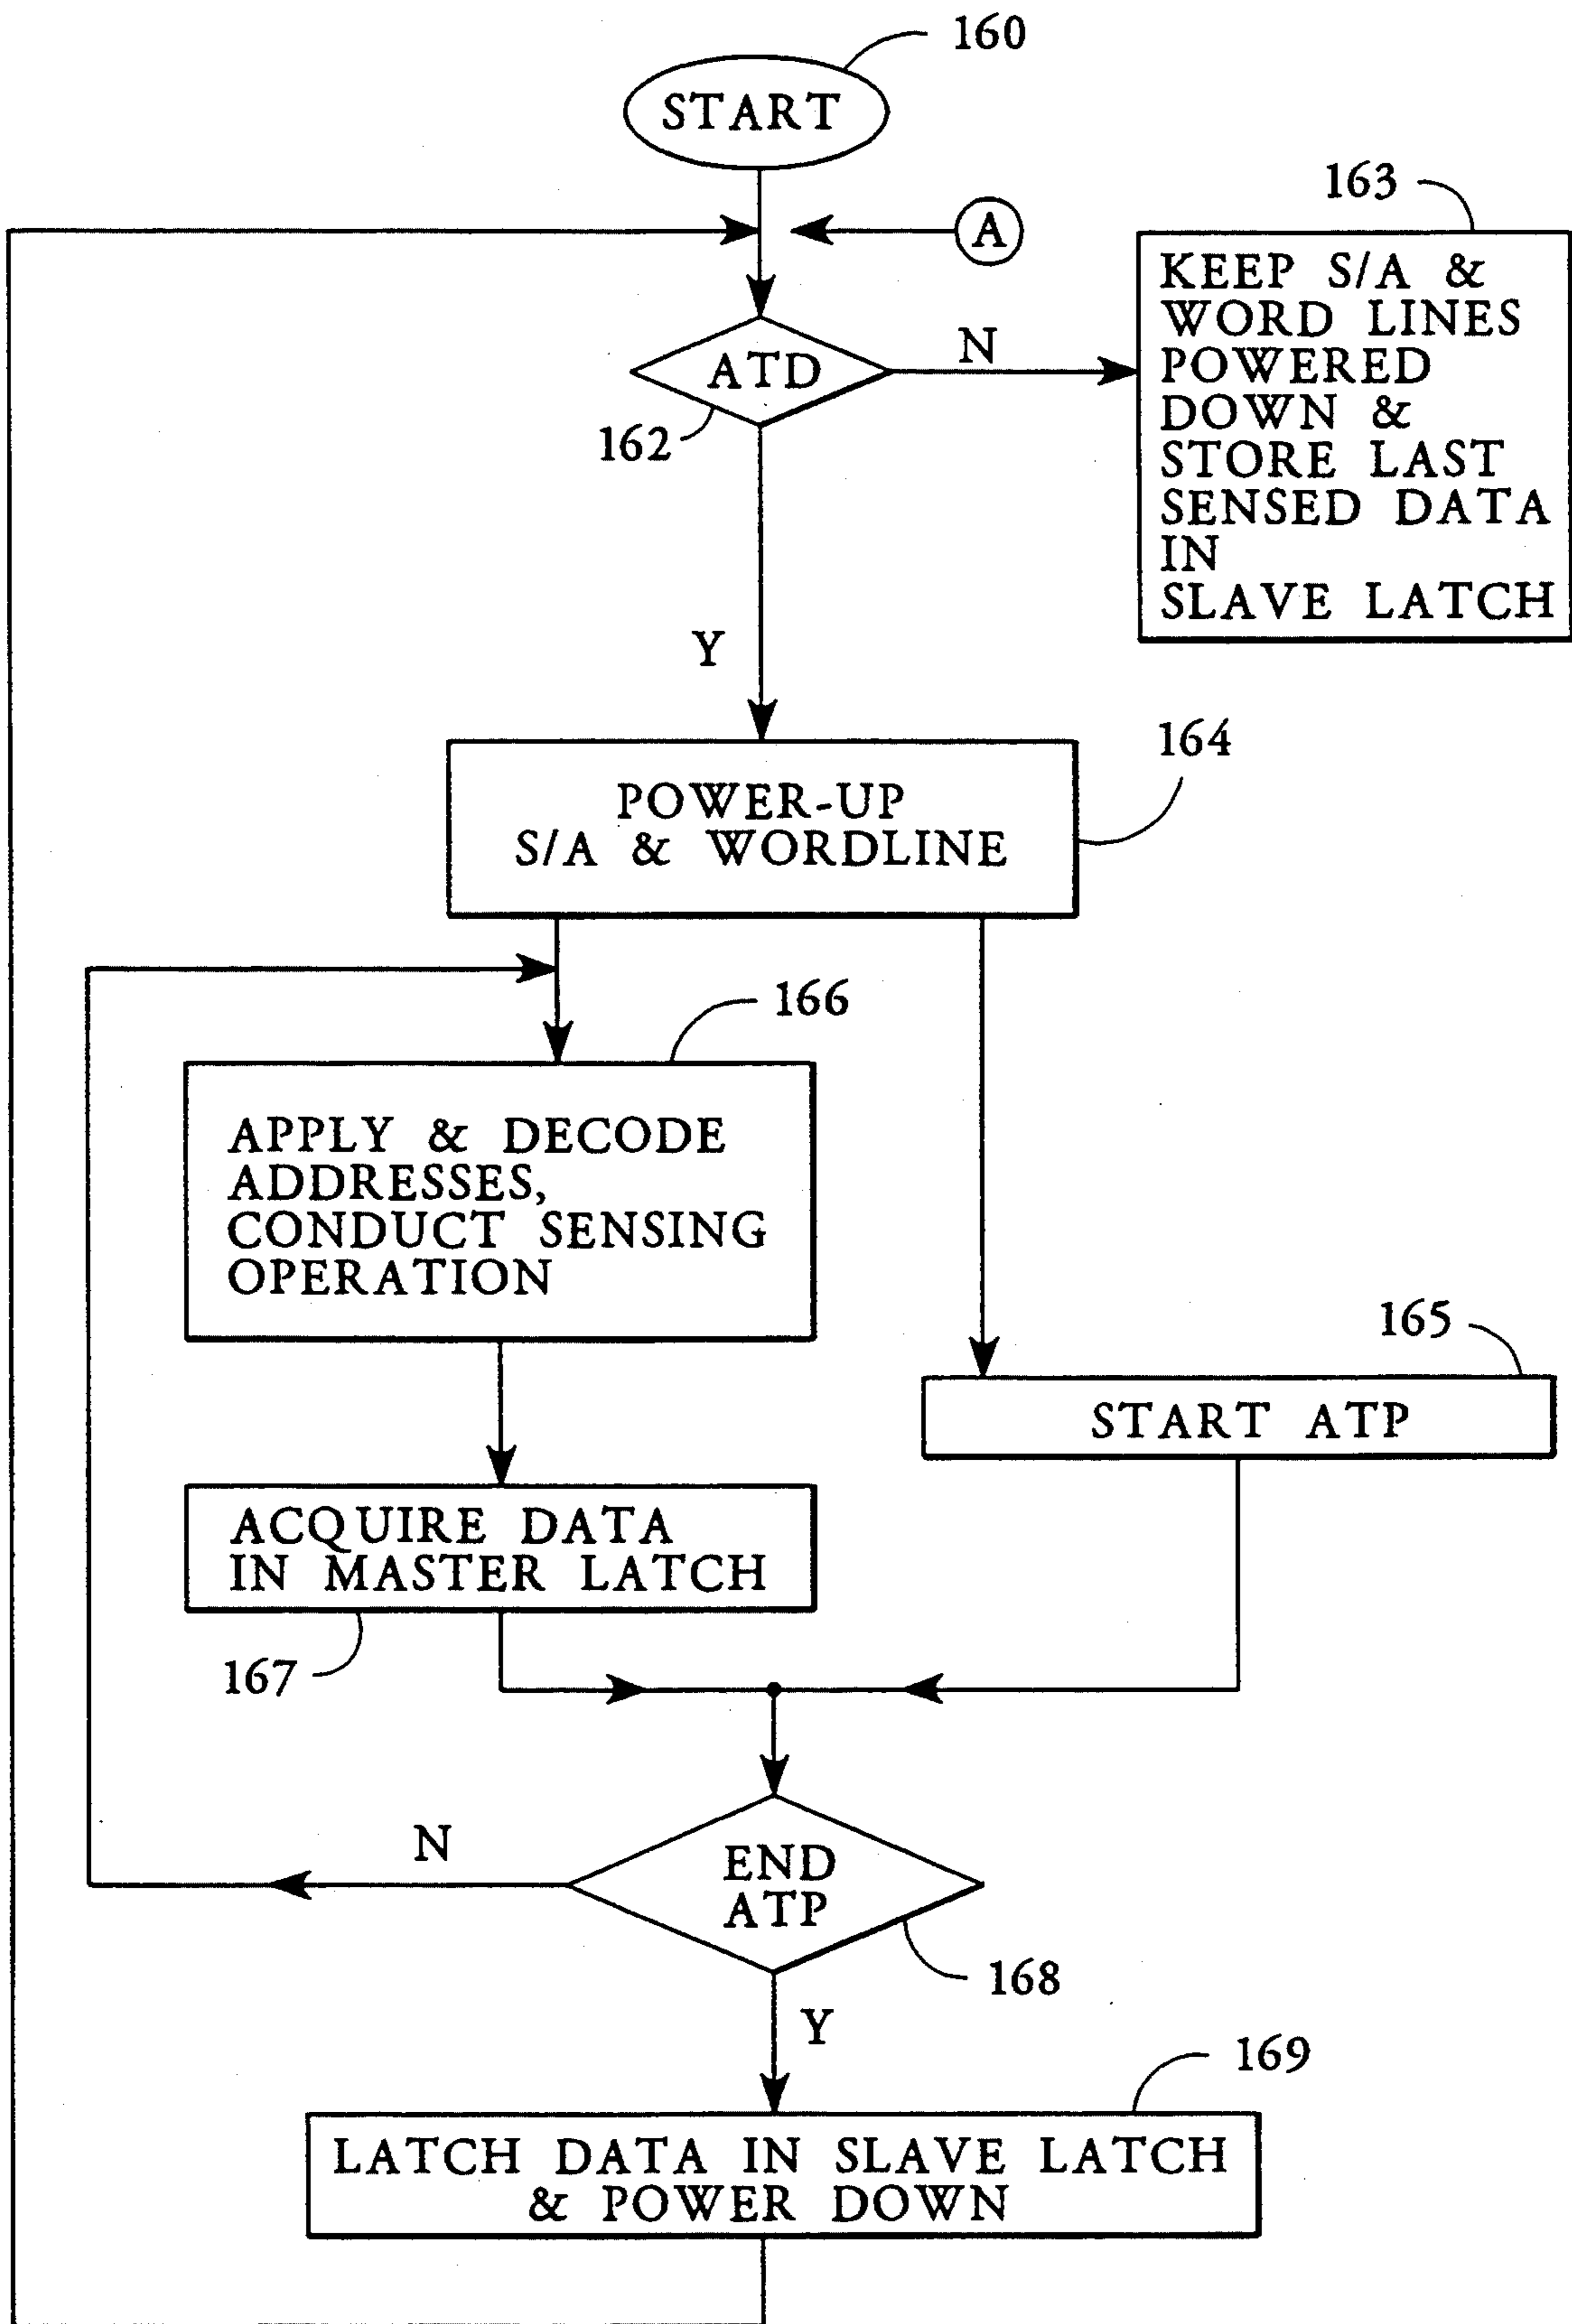 160
START
A
163
KEEP S/A &
WORD LINES
POWERED
DOWN &
STORE LAST
SENSED DATA
IN
SLAVE LATCH
ATD
N
162
Y
164
POWER-UP
S/A & WORDLINE
166
APPLY & DECODE
ADDRESSES,
CONDUCT SENSING
OPERATION
165
START ATP
ACQUIRE DATA
IN MASTER LATCH
167
N
END
ATP
168
Y
169
LATCH DATA IN SLAVE LATCH
& POWER DOWN